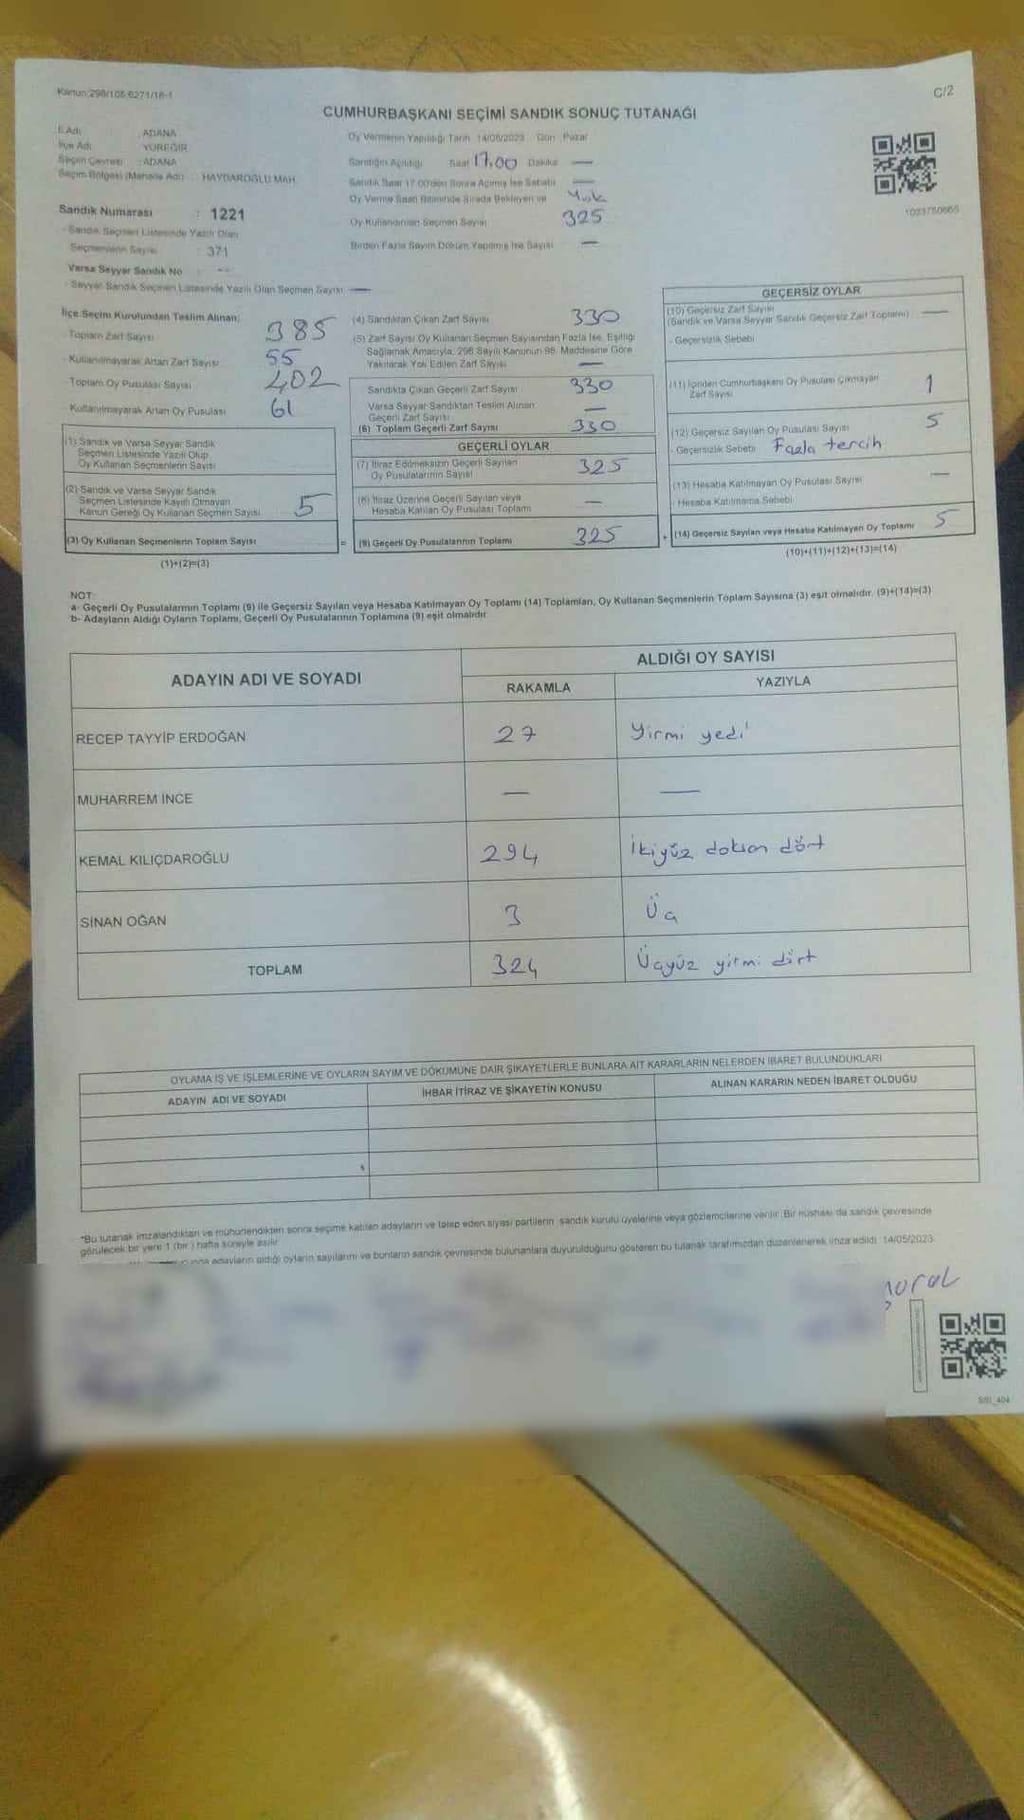 Kanun:298/105.6271/18-1
C/2
CUMHURBAŞKANI SEÇİMİ SANDIK SONUÇ TUTANAĞI
İl Adı : ADANA
İlçe Adı : YÜREĞİR
Seçim Çevresi : ADANA
Seçim Bölgesi (Mahalle Adı) : HAYDAROĞLU MAH.
Sandık Numarası : 1221
Sandık Seçmen Listesinde Yazılı Olan
Seçmenlerin Sayısı : 371
Varsa Seyyar Sandık No : --
Seyyar Sandık Seçmen Listesinde Yazılı Olan Seçmen Sayısı —
Oy Vermenin Yapıldığı Tarih 14/05/2023 Gün : Pazar
Sandığın Açıldığı Saat 17.00 Dakika —
Sandık Saat 17.00'den Sonra Açılmış İse Sebebi —
Oy Verme Saati Bitiminde Sırada Bekleyen ve Yok
Oy Kullandırılan Seçmen Sayısı 325
Birden Fazla Sayım Döküm Yapılmış İse Sayısı —
1023750665
İlçe Seçim Kurulundan Teslim Alınan;
Toplam Zarf Sayısı 385
Kullanılmayarak Artan Zarf Sayısı 55
Toplam Oy Pusulası Sayısı 402
Kullanılmayarak Artan Oy Pusulası 61
(1) Sandık ve Varsa Seyyar Sandık
Seçmen Listesinde Yazılı Olup
Oy Kullanan Seçmenlerin Sayısı
(2) Sandık ve Varsa Seyyar Sandık
Seçmen Listesinde Kayıtlı Olmayan
Kanun Gereği Oy Kullanan Seçmen Sayısı 5
(3) Oy Kullanan Seçmenlerin Toplam Sayısı
(1)+(2)=(3)
=
(4) Sandıktan Çıkan Zarf Sayısı 330
(5) Zarf Sayısı Oy Kullanan Seçmen Sayısından Fazla İse, Eşitliği
Sağlamak Amacıyla, 298 Sayılı Kanunun 98. Maddesine Göre
Yakılarak Yok Edilen Zarf Sayısı —
Sandıkta Çıkan Geçerli Zarf Sayısı 330
Varsa Seyyar Sandıktan Teslim Alınan
Geçerli Zarf Sayısı —
(6) Toplam Geçerli Zarf Sayısı 330
GEÇERLİ OYLAR
(7) İtiraz Edilmeksizin Geçerli Sayılan
Oy Pusulalarının Sayısı 325
(8) İtiraz Üzerine Geçerli Sayılan veya
Hesaba Katılan Oy Pusulası Toplamı —
(9) Geçerli Oy Pusulalarının Toplamı 325
+
GEÇERSİZ OYLAR
(10) Geçersiz Zarf Sayısı
(Sandık ve Varsa Seyyar Sandık Geçersiz Zarf Toplamı) —
- Geçersizlik Sebebi
(11) İçinden Cumhurbaşkanı Oy Pusulası Çıkmayan
Zarf Sayısı 1
(12) Geçersiz Sayılan Oy Pusulası Sayısı 5
- Geçersizlik Sebebi Fazla tercih
(13) Hesaba Katılmayan Oy Pusulası Sayısı —
Hesaba Katılmama Sebebi
(14) Geçersiz Sayılan veya Hesaba Katılmayan Oy Toplamı 5
(10)+(11)+(12)+(13)=(14)
NOT:
a- Geçerli Oy Pusulalarının Toplamı (9) ile Geçersiz Sayılan veya Hesaba Katılmayan Oy Toplamı (14) Toplamları, Oy Kullanan Seçmenlerin Toplam Sayısına (3) eşit olmalıdır. (9)+(14)=(3)
b- Adayların Aldığı Oyların Toplamı, Geçerli Oy Pusulalarının Toplamına (9) eşit olmalıdır.
ADAYIN ADI VE SOYADI
ALDIĞI OY SAYISI
RAKAMLA YAZIYLA
RECEP TAYYİP ERDOĞAN 27 Yirmi yedi
MUHARREM İNCE — —
KEMAL KILIÇDAROĞLU 294 İkiyüz doksan dört
SİNAN OĞAN 3 Üç
TOPLAM 324 Üçyüz yirmi dört
OYLAMA İŞ VE İŞLEMLERİNE VE OYLARIN SAYIM VE DÖKÜMÜNE DAİR ŞİKAYETLERLE BUNLARA AİT KARARLARIN NELERDEN İBARET BULUNDUKLARI
ADAYIN ADI VE SOYADI İHBAR İTİRAZ VE ŞİKAYETİN KONUSU ALINAN KARARIN NEDEN İBARET OLDUĞU
*Bu tutanak imzalandıktan ve mühürlendikten sonra seçime katılan adayların ve talep eden siyasi partilerin sandık kurulu üyelerine veya gözlemcilerine verilir. Bir nüshası da sandık çevresinde
görülecek bir yere 1 (bir) hafta süreyle asılır.
adayların aldığı oyların sayılarını ve bunların sandık çevresinde bulunanlara duyurulduğunu gösteren bu tutanak tarafımızdan düzenlenerek imza edildi. 14/05/2023